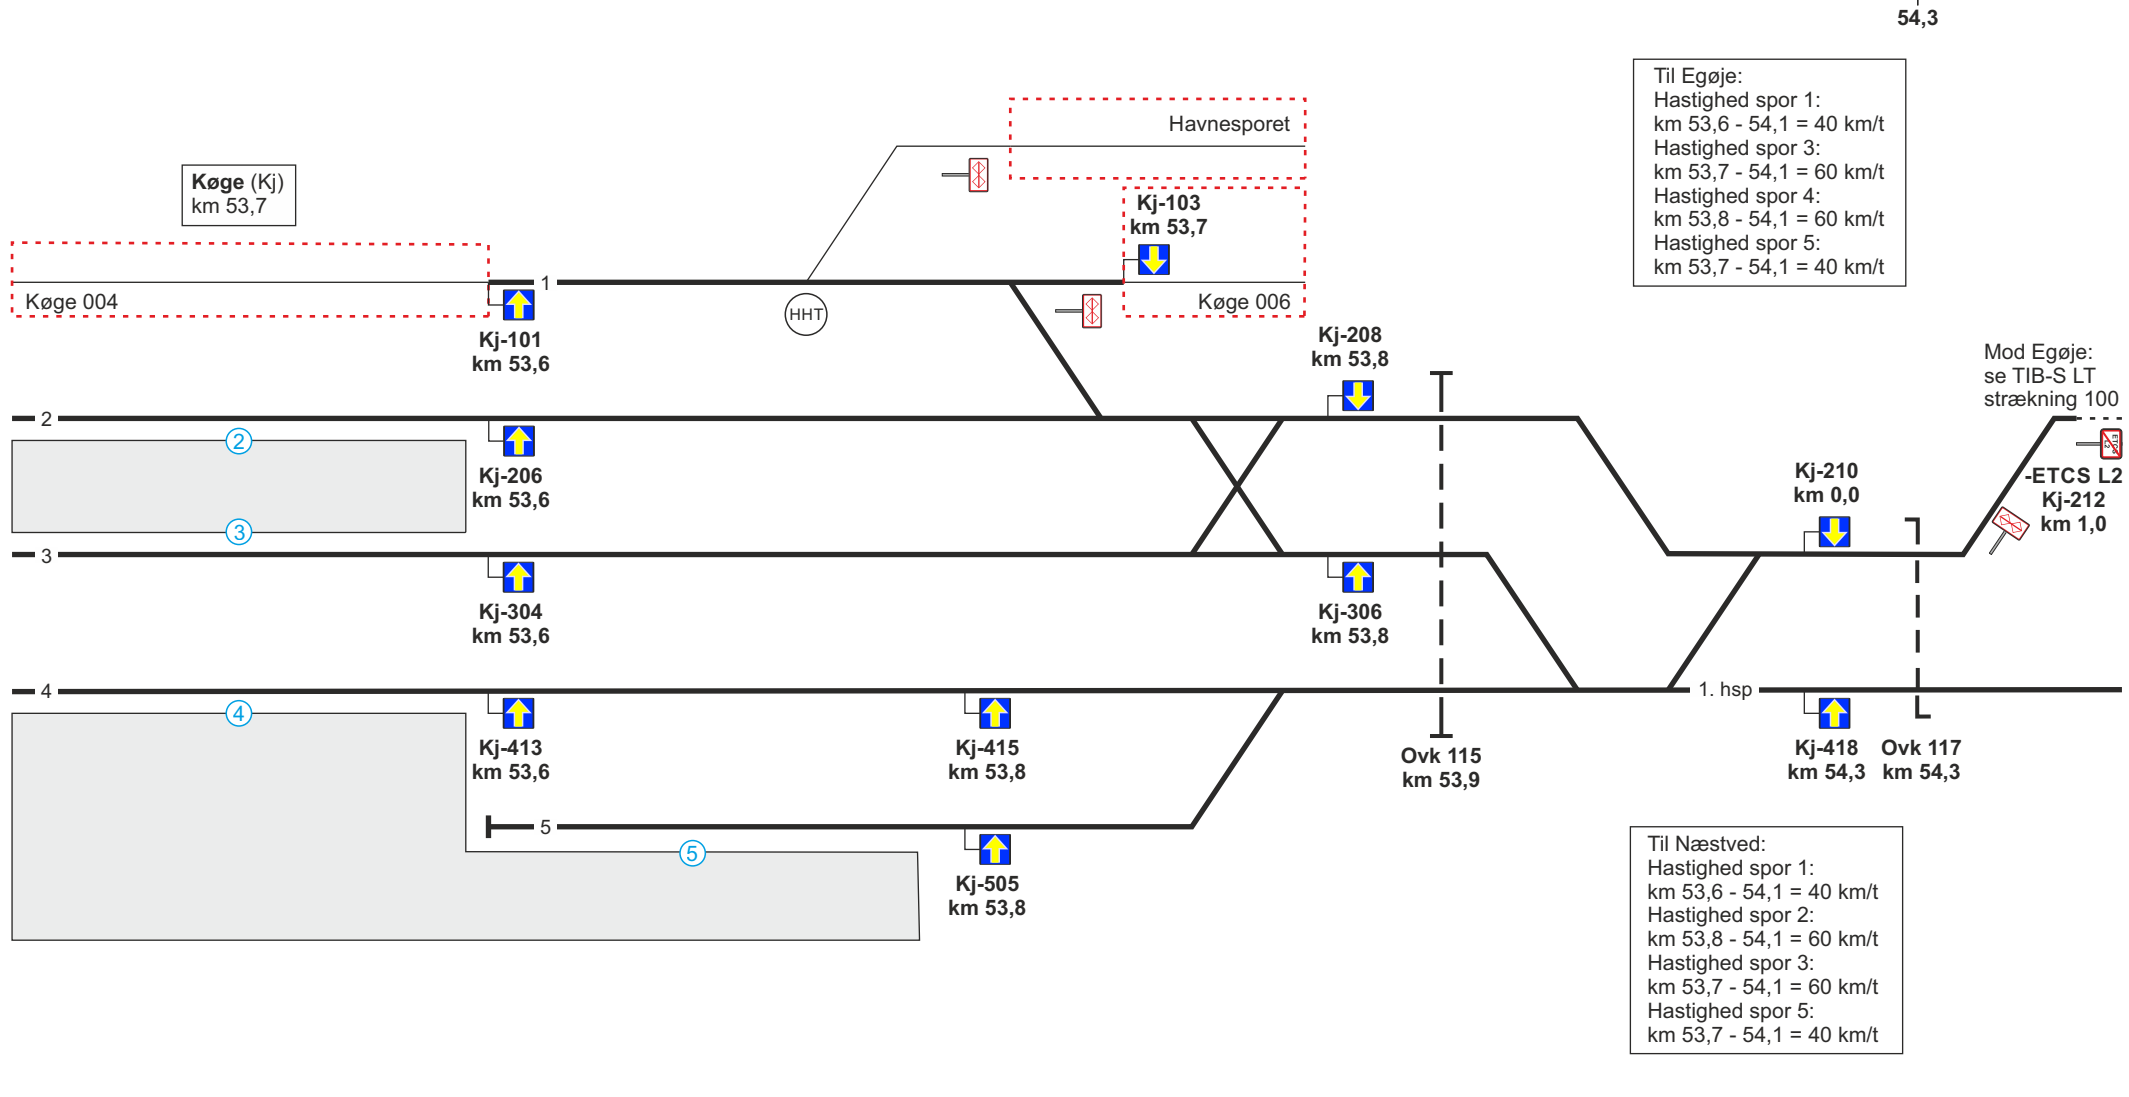 54,3
Til Egøje:
Hastighed spor 1:
km 53,6 - 54,1 = 40 km/t
Hastighed spor 3:
km 53,7 - 54,1 = 60 km/t
Hastighed spor 4:
km 53,8 - 54,1 = 60 km/t
Hastighed spor 5:
km 53,7 - 54,1 = 40 km/t
Havnesporet
Køge (Kj)
km 53,7
Kj-103
km 53,7
1
Køge 004
Køge 006
HHT
Kj-101
km 53,6
Kj-208
km 53,8
Mod Egøje:
se TIB-S LT
strækning 100
2
2
Kj-206
km 53,6
Kj-210
km 0,0
ETCS
L2
-ETCS L2
Kj-212
km 1,0
3
3
Kj-304
km 53,6
Kj-306
km 53,8
4
1. hsp
4
Kj-413
km 53,6
Kj-415
km 53,8
Ovk 115
km 53,9
Kj-418
km 54,3
Ovk 117
km 54,3
5
5
Kj-505
km 53,8
Til Næstved:
Hastighed spor 1:
km 53,6 - 54,1 = 40 km/t
Hastighed spor 2:
km 53,8 - 54,1 = 60 km/t
Hastighed spor 3:
km 53,7 - 54,1 = 60 km/t
Hastighed spor 5:
km 53,7 - 54,1 = 40 km/t